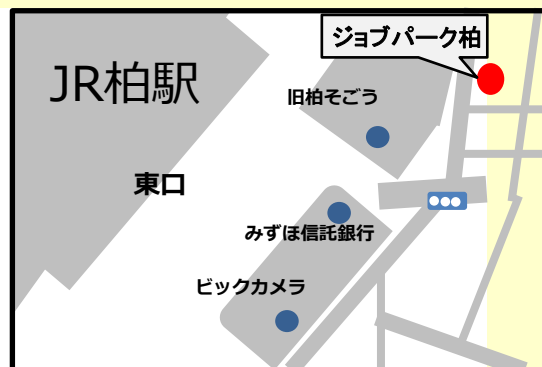 ジョブパーク柏
JR柏駅
旧柏そごう
東口
みずほ信託銀行
ビックカメラ